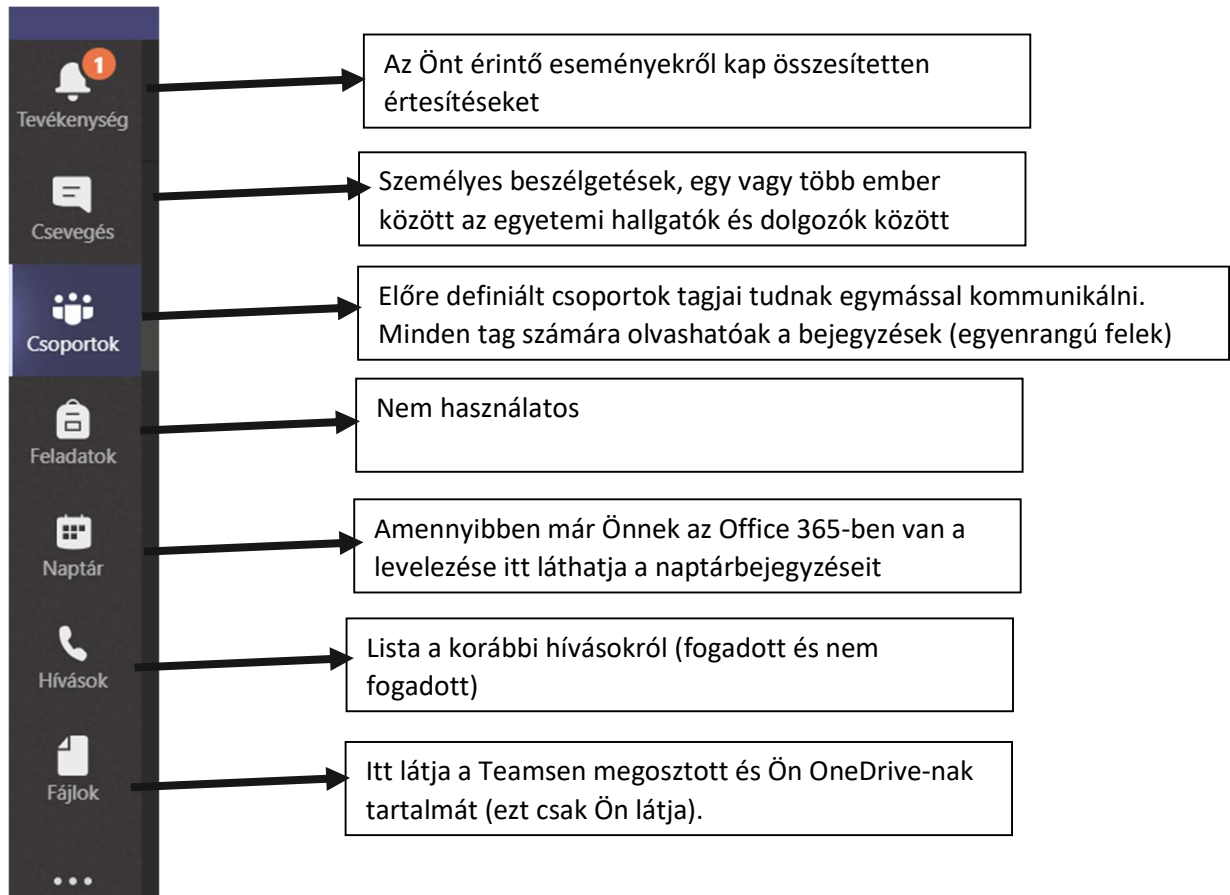 1
Tevékenység
Az Önt érintő eseményekről kap összesítetten
értesítéseket
Csevegés
Személyes beszélgetések, egy vagy több ember
között az egyetemi hallgatók és dolgozók között
Csoportok
Előre definiált csoportok tagjai tudnak egymással kommunikálni.
Minden tag számára olvashatóak a bejegyzések (egyenrangú felek)
Feladatok
Nem használatos
Naptár
Amennyibben már Önnek az Office 365-ben van a
levelezése itt láthatja a naptárbejegyzéseit
Hívások
Lista a korábbi hívásokról (fogadott és nem
fogadott)
Fájlok
Itt látja a Teamsen megosztott és Ön OneDrive-nak
tartalmát (ezt csak Ön látja).